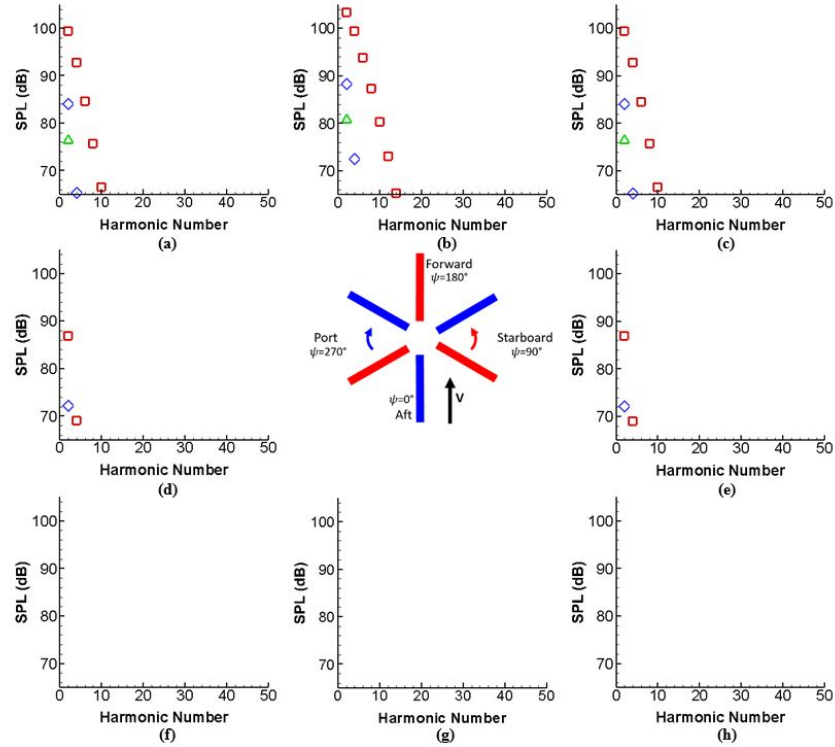 SPL (dB)
100
90
80
70
0 10 20 30 40 50
Harmonic Number
(a)
SPL (dB)
100
90
80
70
0 10 20 30 40 50
Harmonic Number
(b)
SPL (dB)
100
90
80
70
0 10 20 30 40 50
Harmonic Number
(c)
SPL (dB)
100
90
80
70
0 10 20 30 40 50
Harmonic Number
(d)
Forward
ψ=180°
Port
ψ=270°
Starboard
ψ=90°
ψ=0°
Aft
V
SPL (dB)
100
90
80
70
0 10 20 30 40 50
Harmonic Number
(e)
SPL (dB)
100
90
80
70
0 10 20 30 40 50
Harmonic Number
(f)
SPL (dB)
100
90
80
70
0 10 20 30 40 50
Harmonic Number
(g)
SPL (dB)
100
90
80
70
0 10 20 30 40 50
Harmonic Number
(h)